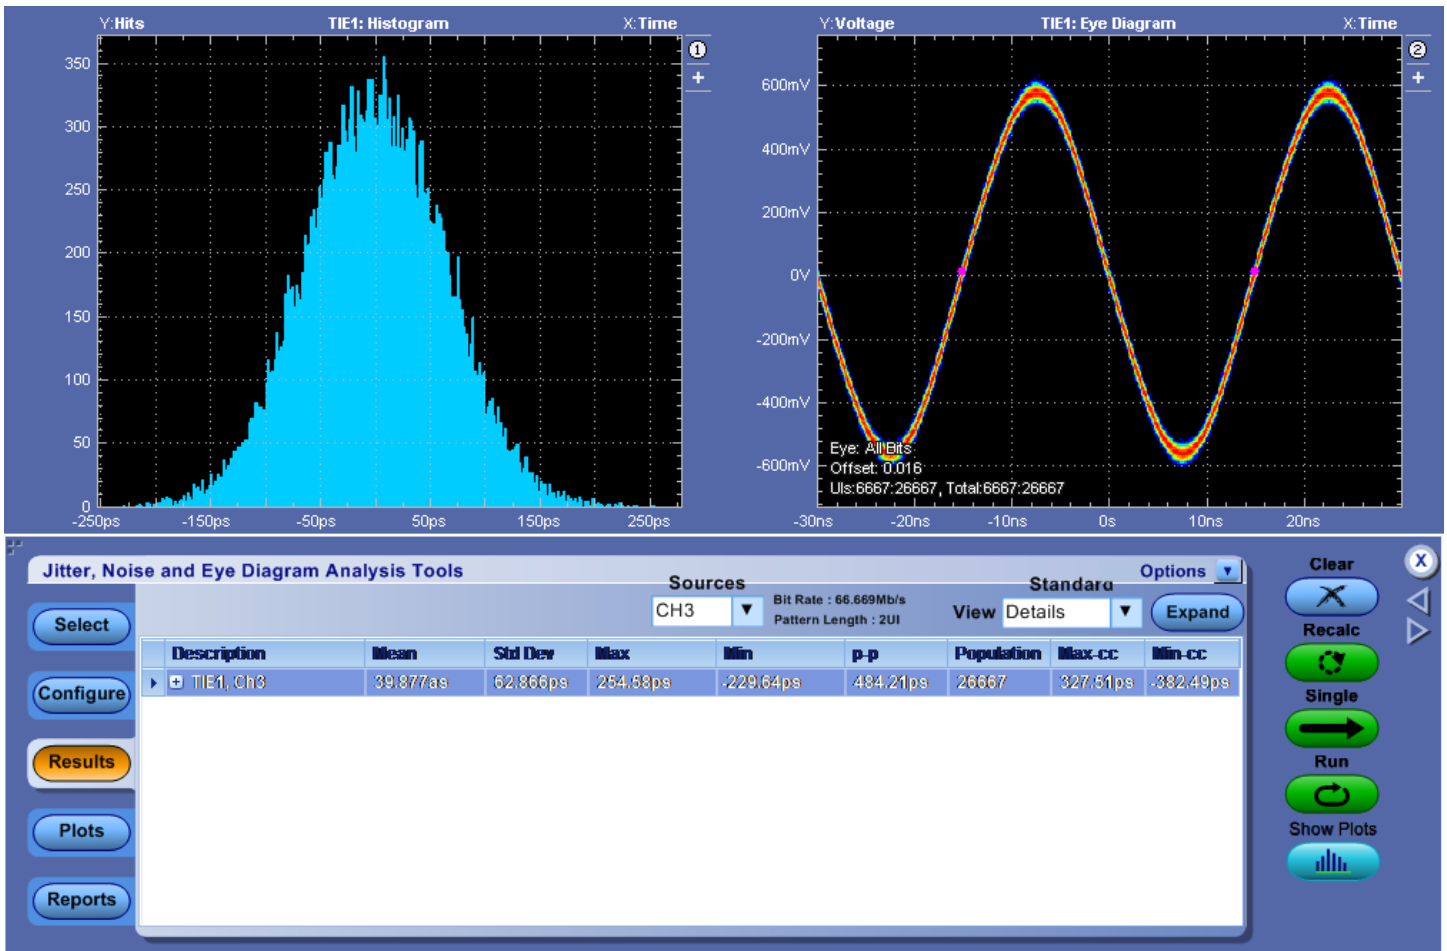 Y:Hits TIE1: Histogram X:Time
1
+
350
300
250
200
150
100
50
0
-250ps -150ps -50ps 50ps 150ps 250ps
Y:Voltage TIE1: Eye Diagram X:Time
2
+
600mV
400mV
200mV
0V
-200mV
-400mV
-600mV
Eye: All Bits
Offset: 0.016
UIs:6667:26667, Total:6667:26667
-30ns -20ns -10ns 0s 10ns 20ns
Jitter, Noise and Eye Diagram Analysis Tools
Options
X
Select
Configure
Results
Plots
Reports
Sources
CH3
Bit Rate : 66.669Mb/s
Pattern Length : 2UI
Standard
View Details
Expand
Description Mean Std Dev Max Min p-p Population Max-cc Min-cc
+ TIE1, Ch3 39.877as 62.866ps 254.58ps -229.64ps 484.21ps 26667 327.51ps -382.49ps
Clear
Recalc
Single
Run
Show Plots